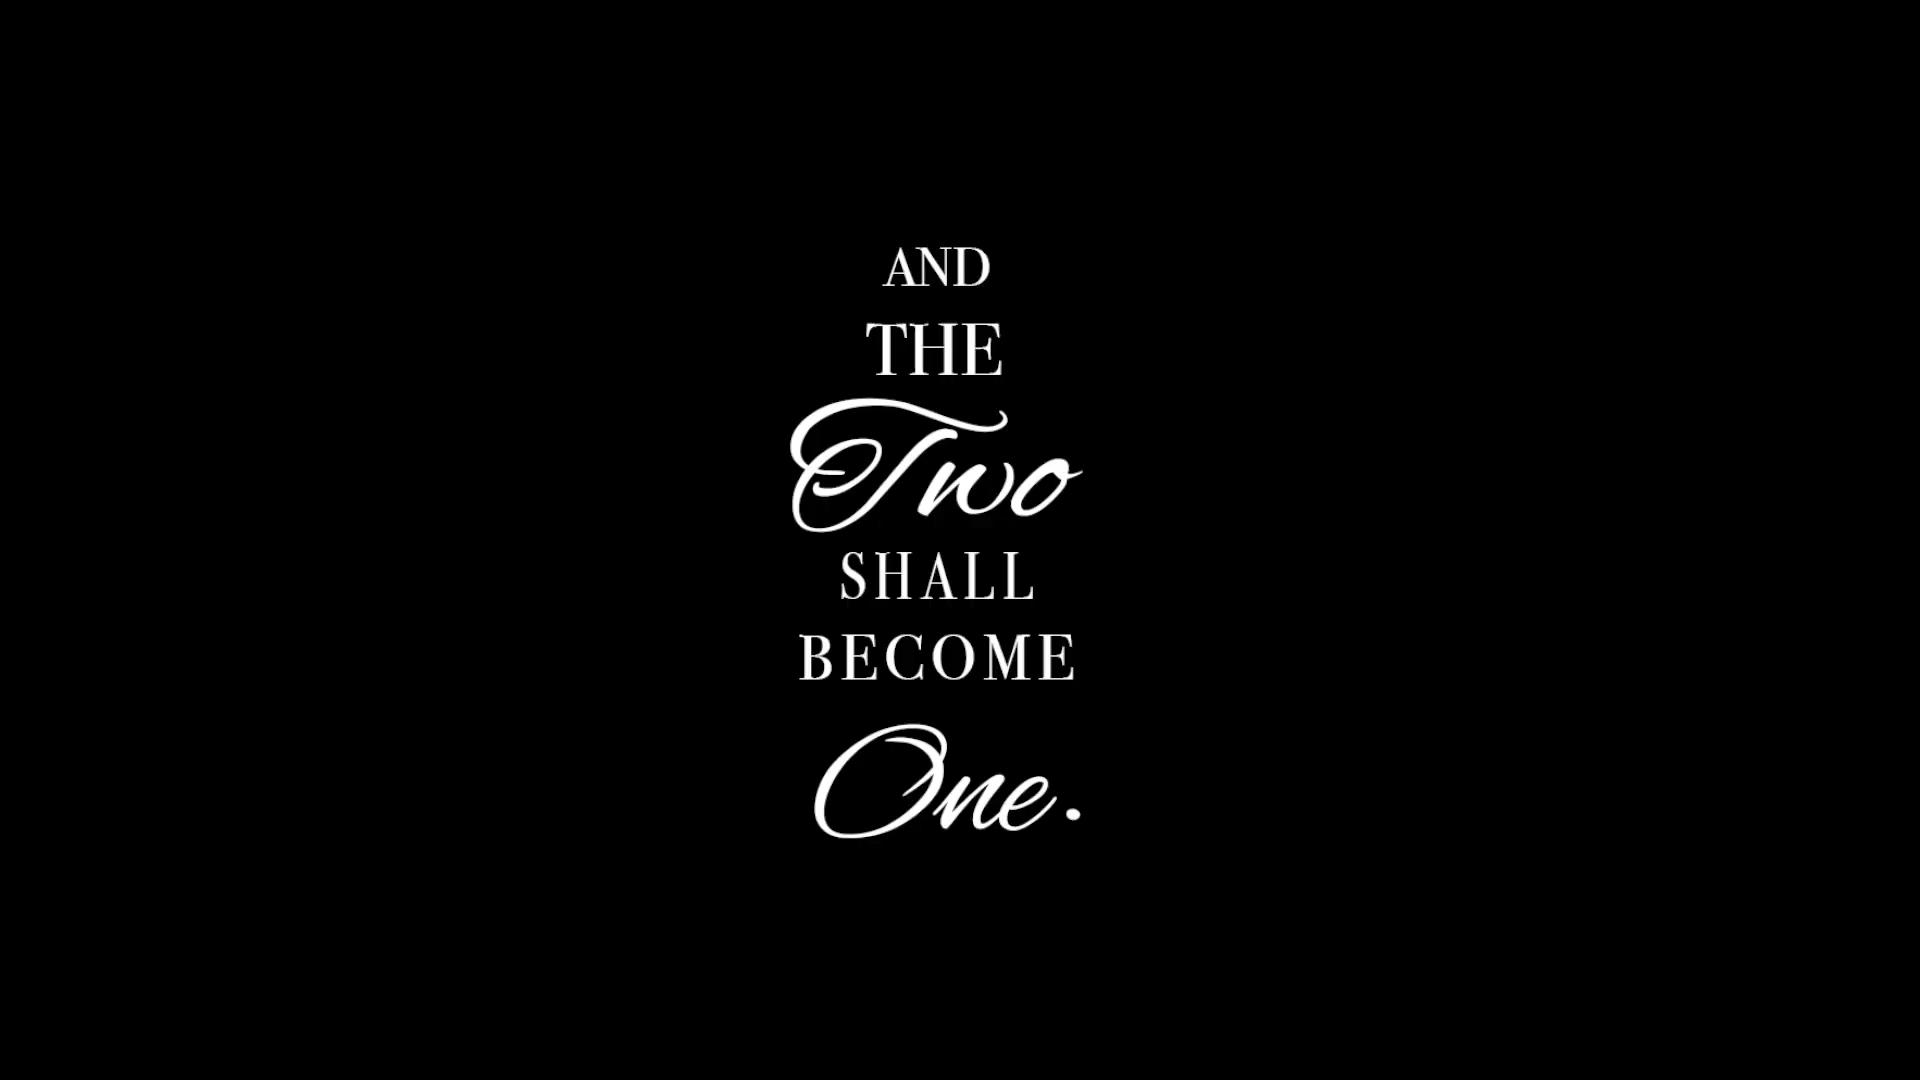 AND
THE
Two
SHALL
BECOME
One.